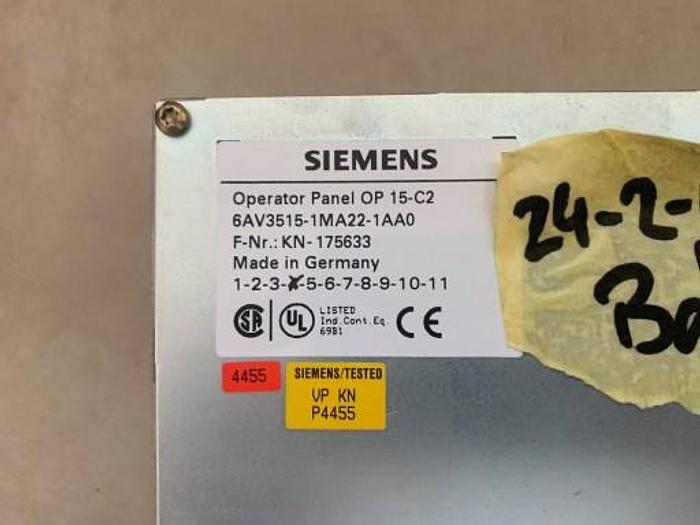 SIEMENS
Operator Panel OP 15-C2
6AV3515-1MA22-1AA0
F-Nr.: KN-175633
Made in Germany
1-2-3-X-5-6-7-8-9-10-11
SA
UL
LISTED
Ind.Cont.Eq.
69B1
CE
4455
SIEMENS/TESTED
VP KN
P4455
24-2-